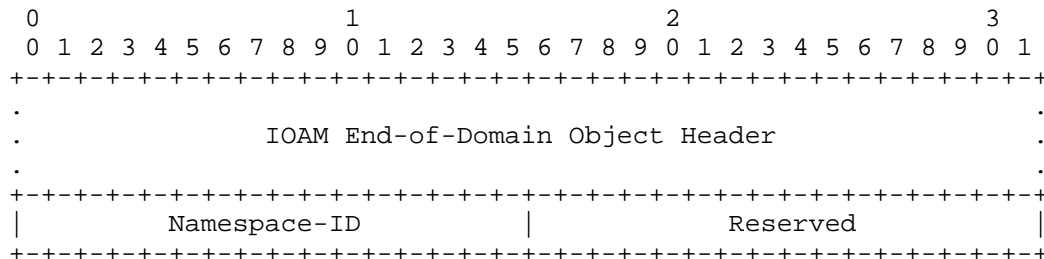 0                   1                   2                   3
 0 1 2 3 4 5 6 7 8 9 0 1 2 3 4 5 6 7 8 9 0 1 2 3 4 5 6 7 8 9 0 1
+-+-+-+-+-+-+-+-+-+-+-+-+-+-+-+-+-+-+-+-+-+-+-+-+-+-+-+-+-+-+-+-+
.                                                               .
.               IOAM End-of-Domain Object Header                .
.                                                               .
+-+-+-+-+-+-+-+-+-+-+-+-+-+-+-+-+-+-+-+-+-+-+-+-+-+-+-+-+-+-+-+-+
|         Namespace-ID          |            Reserved           |
+-+-+-+-+-+-+-+-+-+-+-+-+-+-+-+-+-+-+-+-+-+-+-+-+-+-+-+-+-+-+-+-+